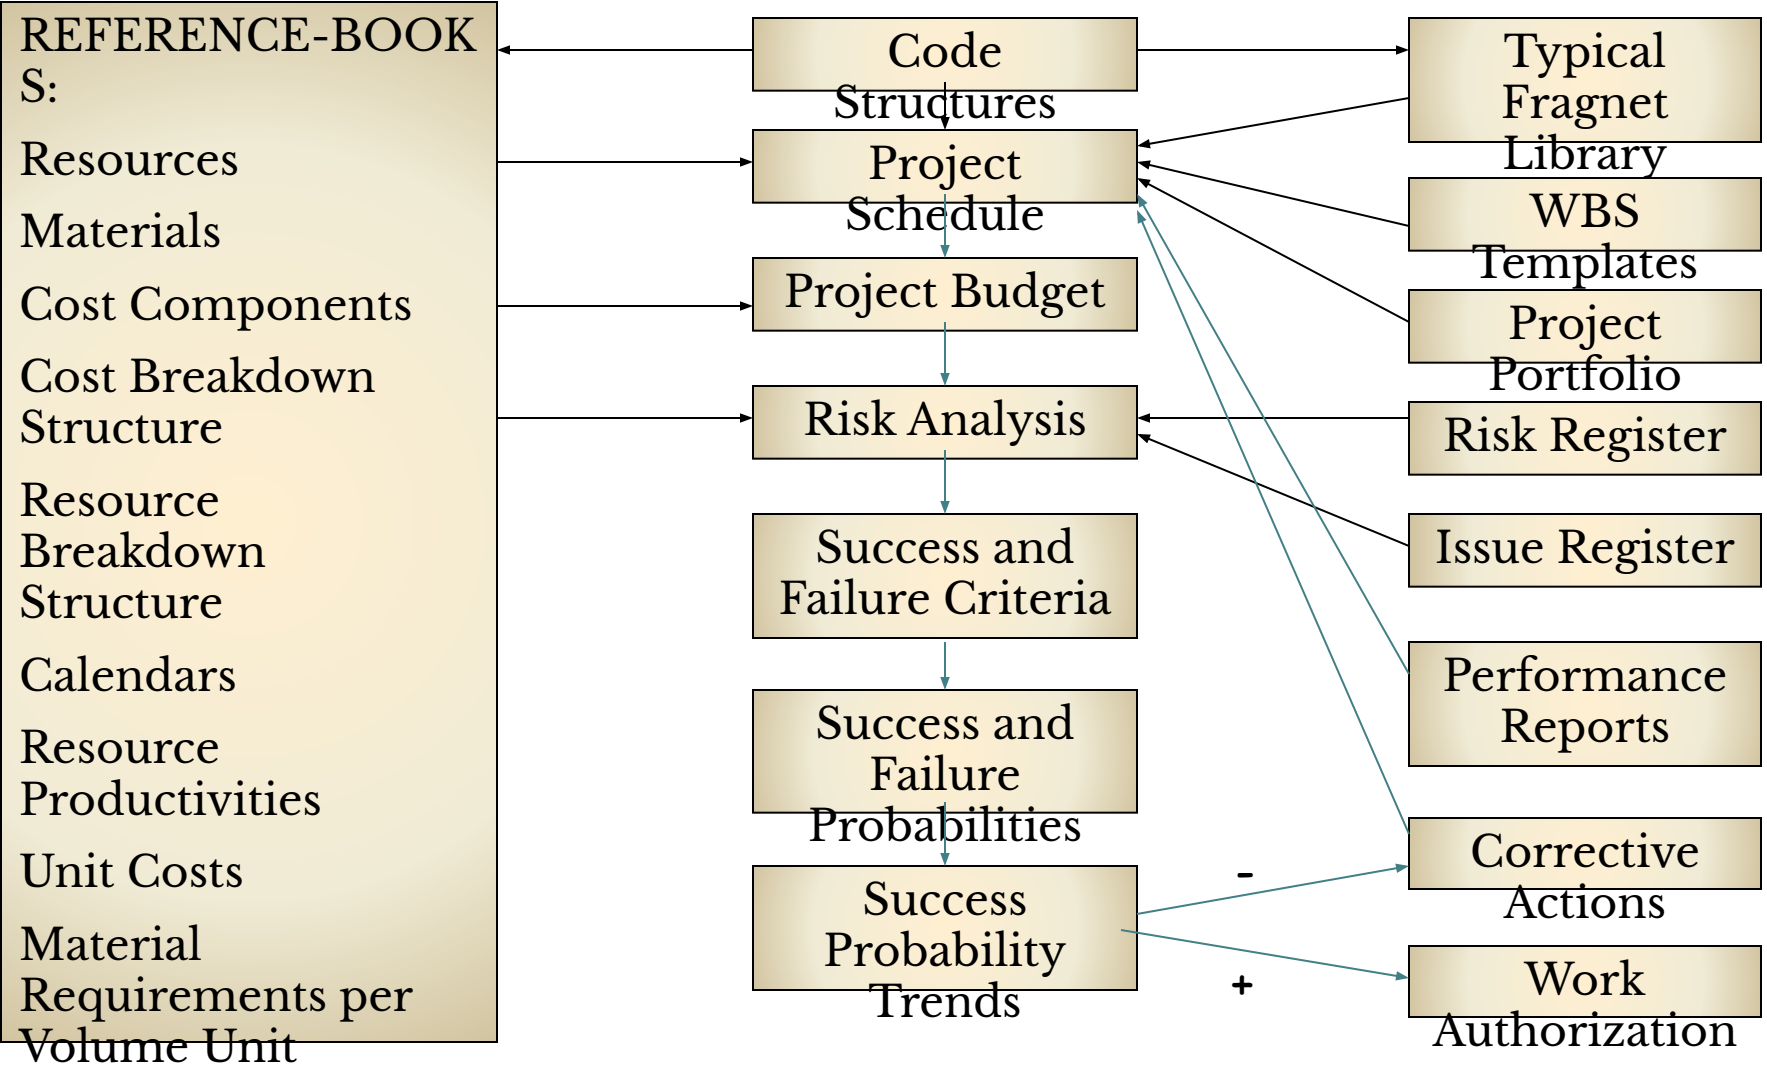 REFERENCE-BOOK
S:
Resources
Materials
Cost Components
Cost Breakdown
Structure
Resource
Breakdown
Structure
Calendars
Resource
Productivities
Unit Costs
Material
Requirements per
Volume Unit
Code
Structures
Project
Schedule
Project Budget
Risk Analysis
Success and
Failure Criteria
Success and
Failure
Probabilities
Success
Probability
Trends
-
+
Typical
Fragnet
Library
WBS
Templates
Project
Portfolio
Risk Register
Issue Register
Performance
Reports
Corrective
Actions
Work
Authorization